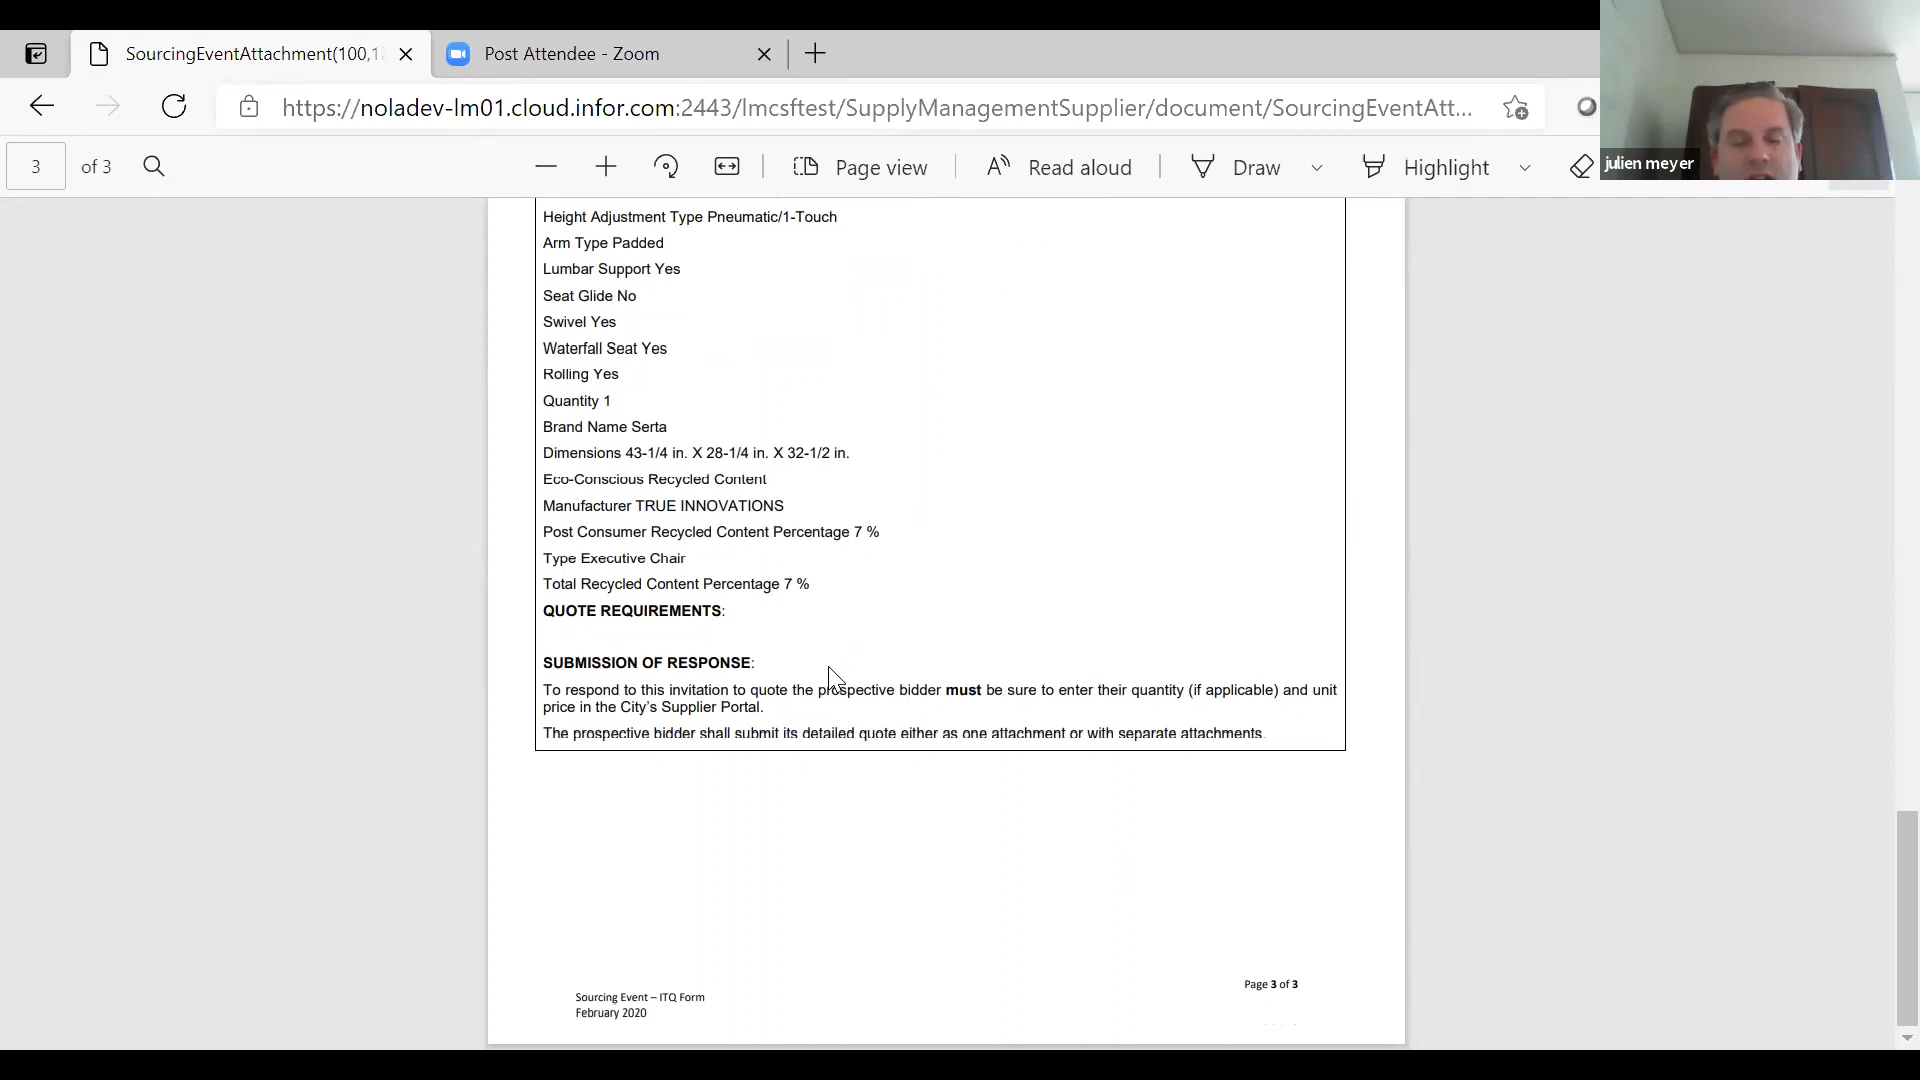 SourcingEventAttachment(100,1
Post Attendee - Zoom
https://noladev-lm01.cloud.infor.com:2443/lmcsftest/SupplyManagementSupplier/document/SourcingEventAtt...
3 of 3
Page view
Read aloud
Draw
Highlight
julien meyer
Height Adjustment Type Pneumatic/1-Touch
Arm Type Padded
Lumbar Support Yes
Seat Glide No
Swivel Yes
Waterfall Seat Yes
Rolling Yes
Quantity 1
Brand Name Serta
Dimensions 43-1/4 in. X 28-1/4 in. X 32-1/2 in.
Eco-Conscious Recycled Content
Manufacturer TRUE INNOVATIONS
Post Consumer Recycled Content Percentage 7 %
Type Executive Chair
Total Recycled Content Percentage 7 %
QUOTE REQUIREMENTS:
SUBMISSION OF RESPONSE:
To respond to this invitation to quote the prospective bidder must be sure to enter their quantity (if applicable) and unit
price in the City's Supplier Portal.
The prospective bidder shall submit its detailed quote either as one attachment or with separate attachments.
Page 3 of 3
Sourcing Event – ITQ Form
February 2020